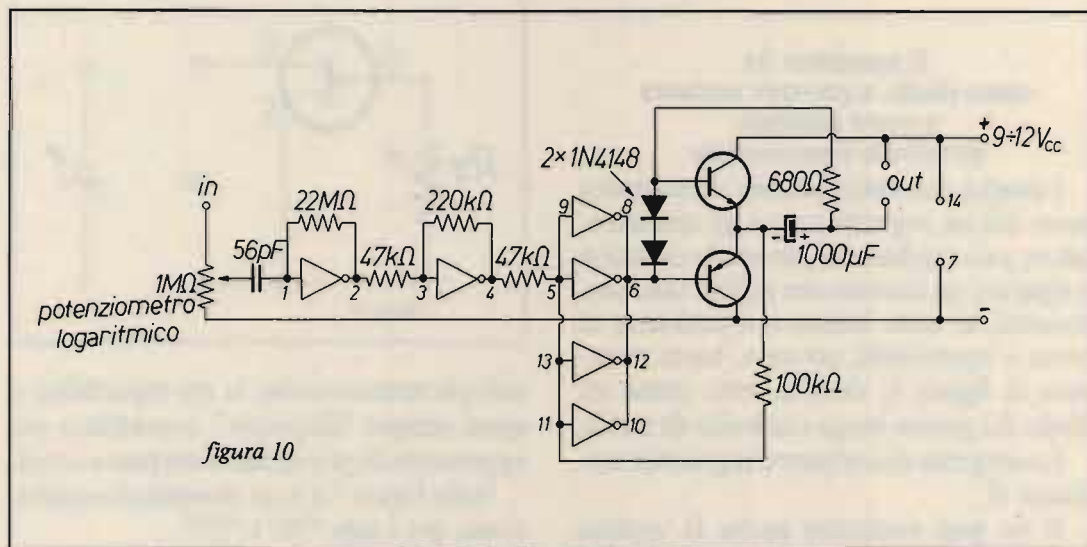 in
1MΩ
potenziometro
logaritmico
56pF
22MΩ
1
2
47kΩ
220kΩ
3
4
47kΩ
5
9
8
6
13
12
11
10
2×1N4148
680Ω
out
1000μF
- +
100kΩ
+
9÷12Vcc
14
7
-
figura 10